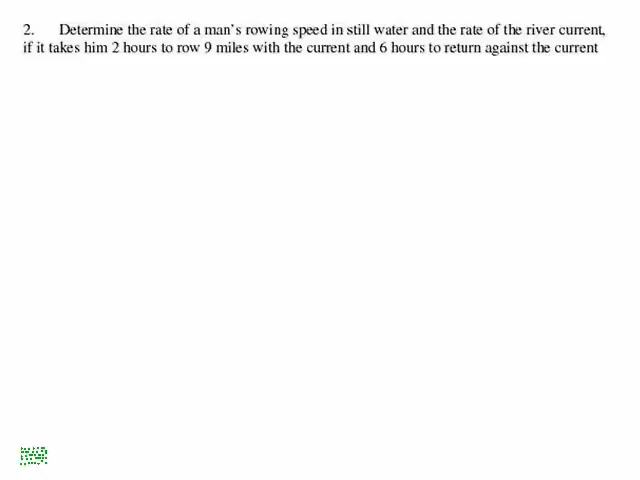 2. Determine the rate of a man's rowing speed in still water and the rate of the river current,
if it takes him 2 hours to row 9 miles with the current and 6 hours to return against the current